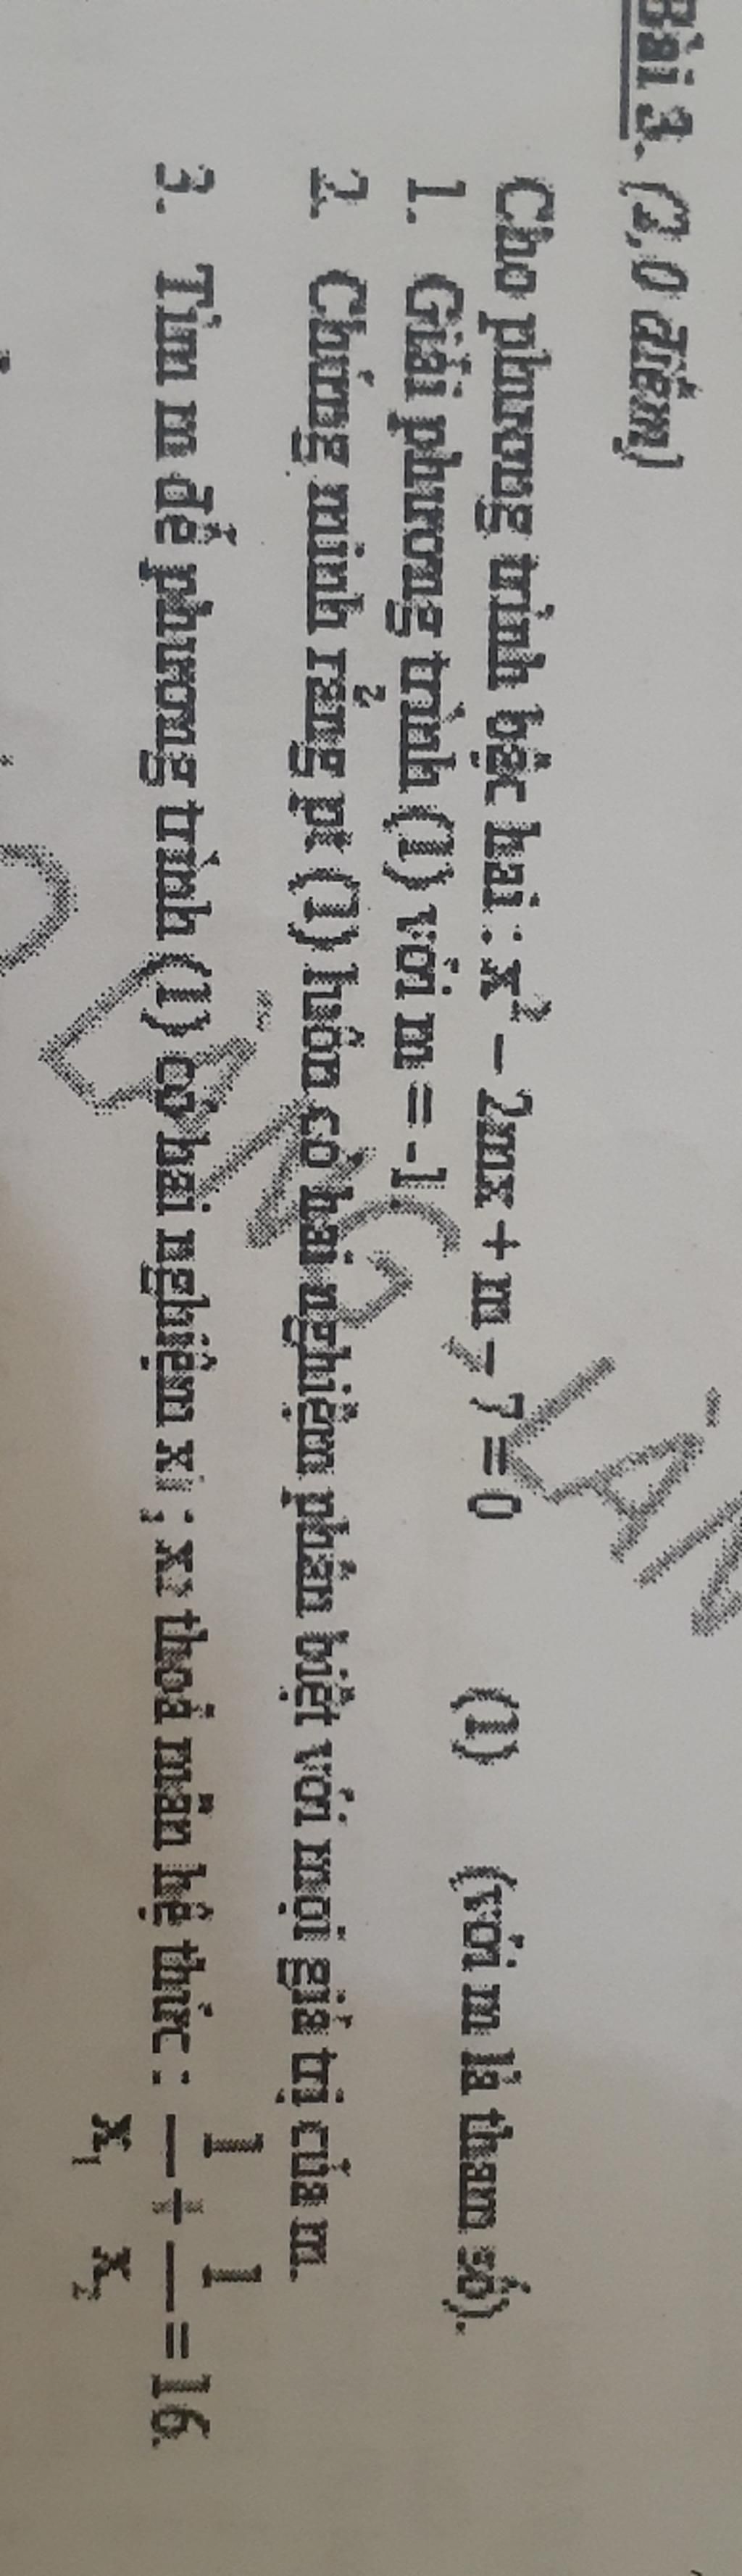 Bài 3. (2,0 điểm)
Cho phương trình bậc hai : x² – 2mx + m – 7 = 0 (1) (với m là tham số).
1. Giải phương trình (1) với m = -1.
2. Chứng minh rằng pt (1) luôn có hai nghiệm phân biệt với mọi giá trị của m.
3. Tìm m để phương trình (1) có hai nghiệm x₁ ; x₂ thoả mãn hệ thức : 1/x₁ + 1/x₂ = 16.